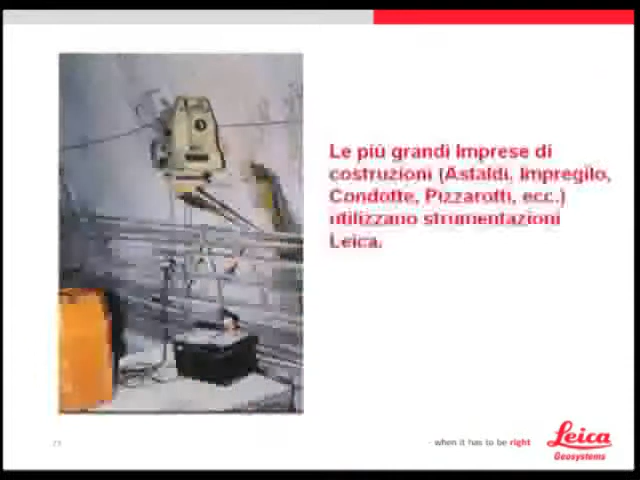 Le più grandi Imprese di
costruzioni (Astaldi, Impregilo,
Condotte, Pizzarotti, ecc.)
utilizzano strumentazioni
Leica.
- when it has to be right
Leica
Geosystems